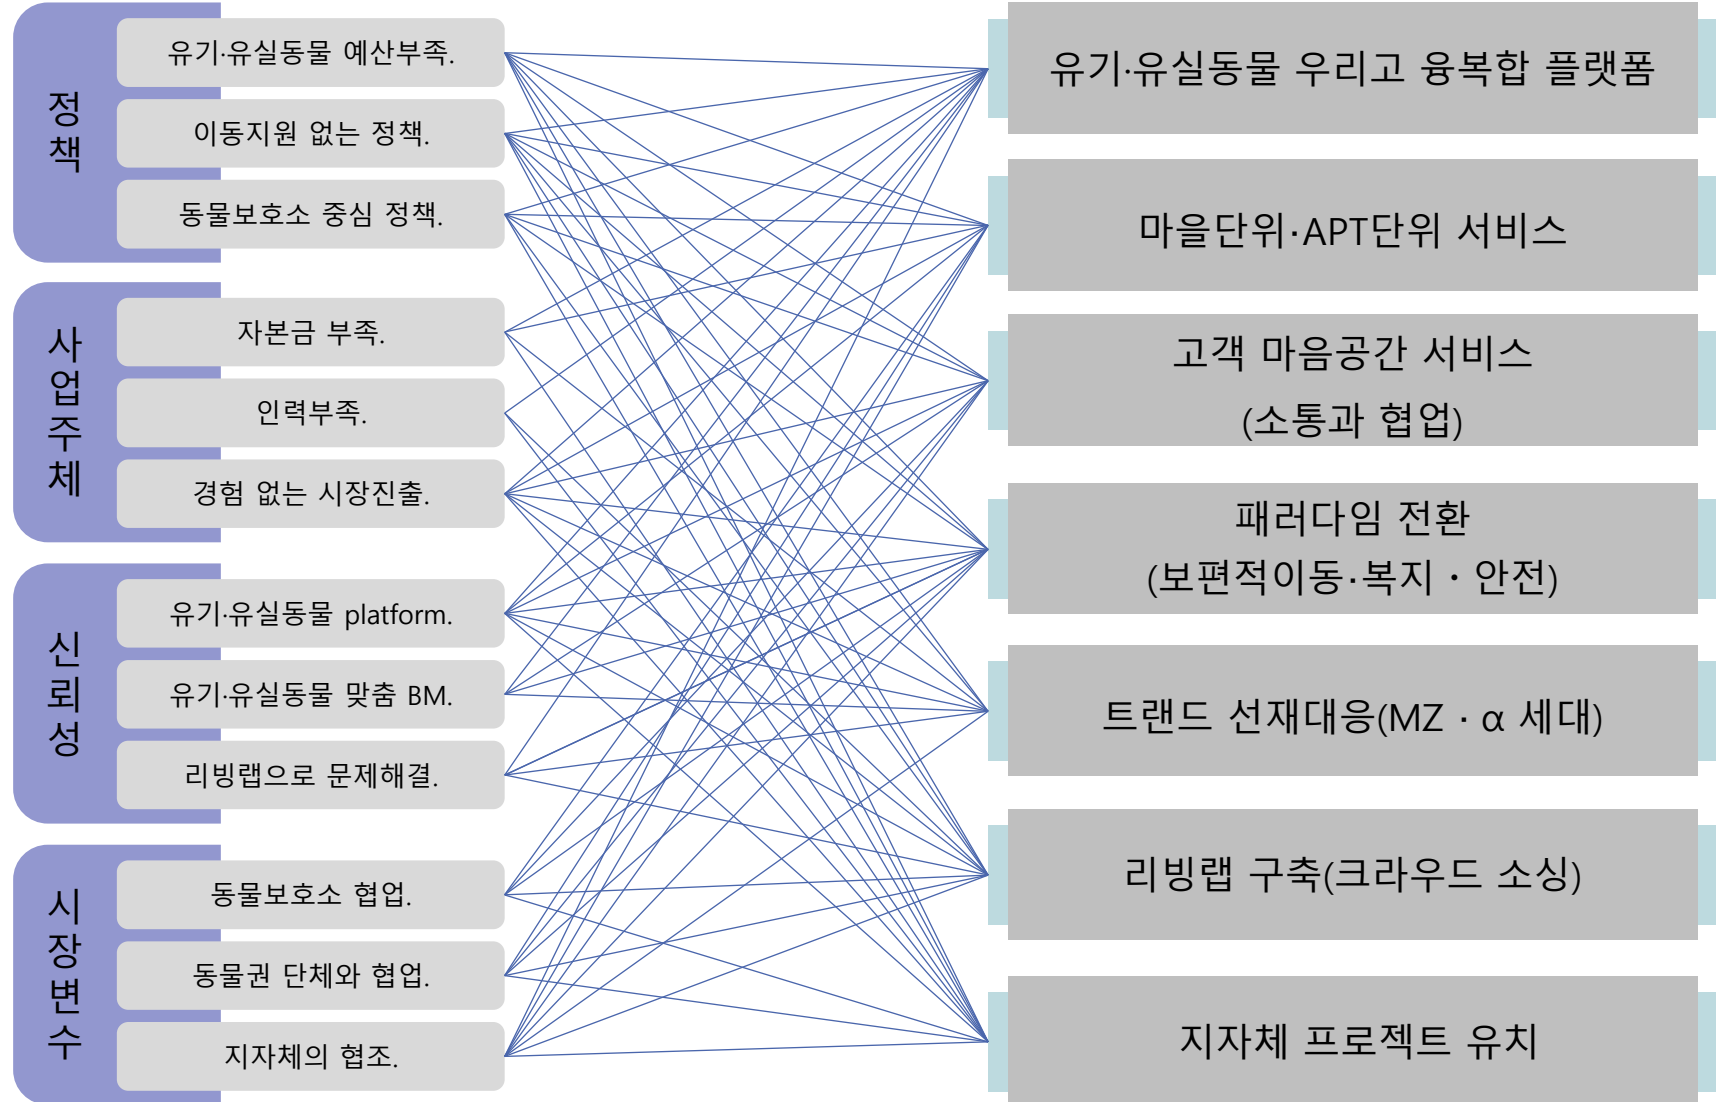 정책
유기·유실동물 예산부족.
이동지원 없는 정책.
동물보호소 중심 정책.
사업주체
자본금 부족.
인력부족.
경험 없는 시장진출.
신뢰성
유기·유실동물 platform.
유기·유실동물 맞춤 BM.
리빙랩으로 문제해결.
시장변수
동물보호소 협업.
동물권 단체와 협업.
지자체의 협조.
유기·유실동물 우리고 융복합 플랫폼
마을단위·APT단위 서비스
고객 마음공간 서비스
(소통과 협업)
패러다임 전환
(보편적이동·복지・안전)
트랜드 선재대응(MZ · α 세대)
리빙랩 구축(크라우드 소싱)
지자체 프로젝트 유치